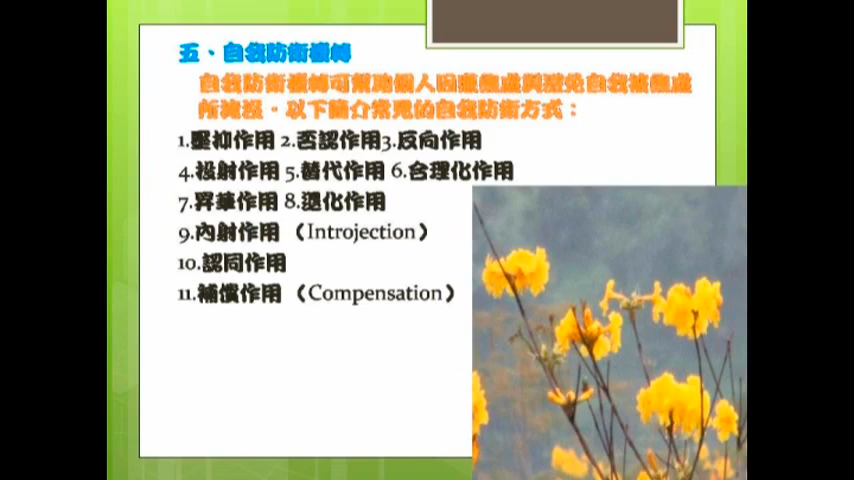 五、自我防衛機轉
自我防衛機轉可幫助個人因應焦慮與避免自我被焦慮
所淹沒。以下簡介常見的自我防衛方式：
1.壓抑作用 2.否認作用3.反向作用
4.投射作用 5.替代作用 6.合理化作用
7.昇華作用 8.退化作用
9.內射作用 （Introjection）
10.認同作用
11.補償作用 （Compensation）